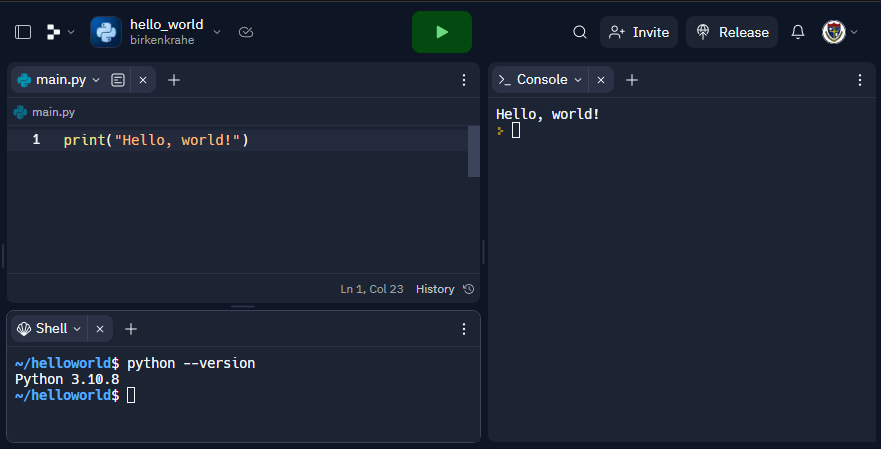 hello_world
birkenkrahe
Invite
Release
main.py
main.py
1 print("Hello, world!")
Ln 1, Col 23 History
Shell
~/helloworld$ python --version
Python 3.10.8
~/helloworld$
Console
Hello, world!